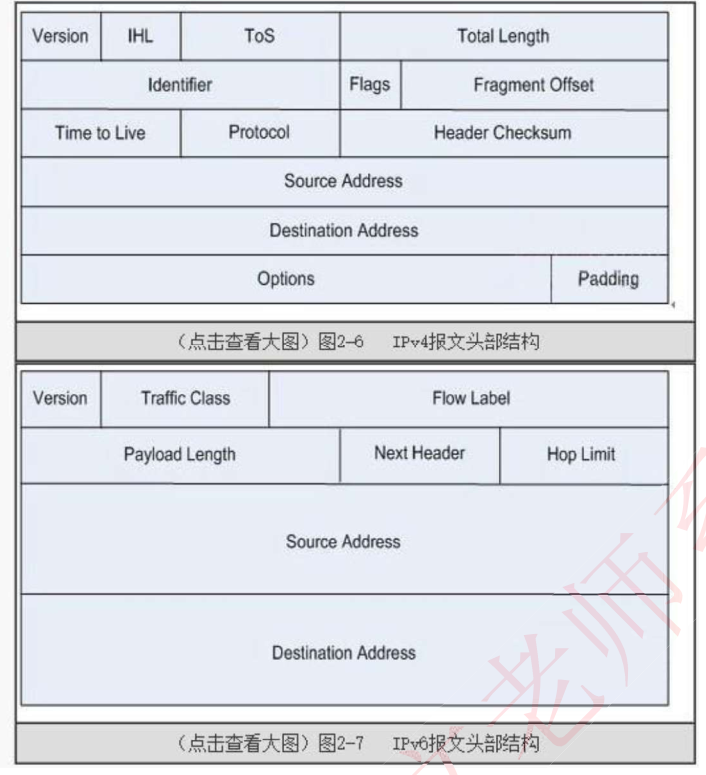 Version IHL ToS Total Length
Identifier Flags Fragment Offset
Time to Live Protocol Header Checksum
Source Address
Destination Address
Options Padding
(点击查看大图)图2-6 IPv4报文头部结构
Version Traffic Class Flow Label
Payload Length Next Header Hop Limit
Source Address
Destination Address
(点击查看大图)图2-7 IPv6报文头部结构
老师